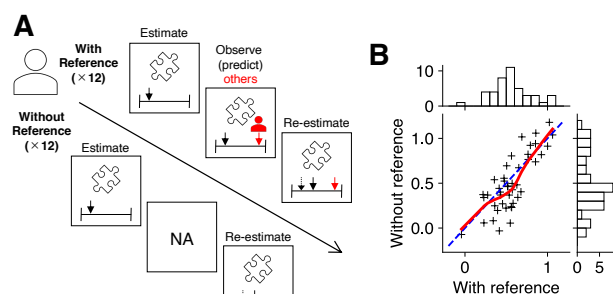 A
With
Reference
(×12)
Estimate
Observe
(predict)
others
Re-estimate
Without
Reference
(×12)
Estimate
NA
Re-estimate
B
10
0
Without reference
1.0
0.5
0.0
0
1
With reference
0
5